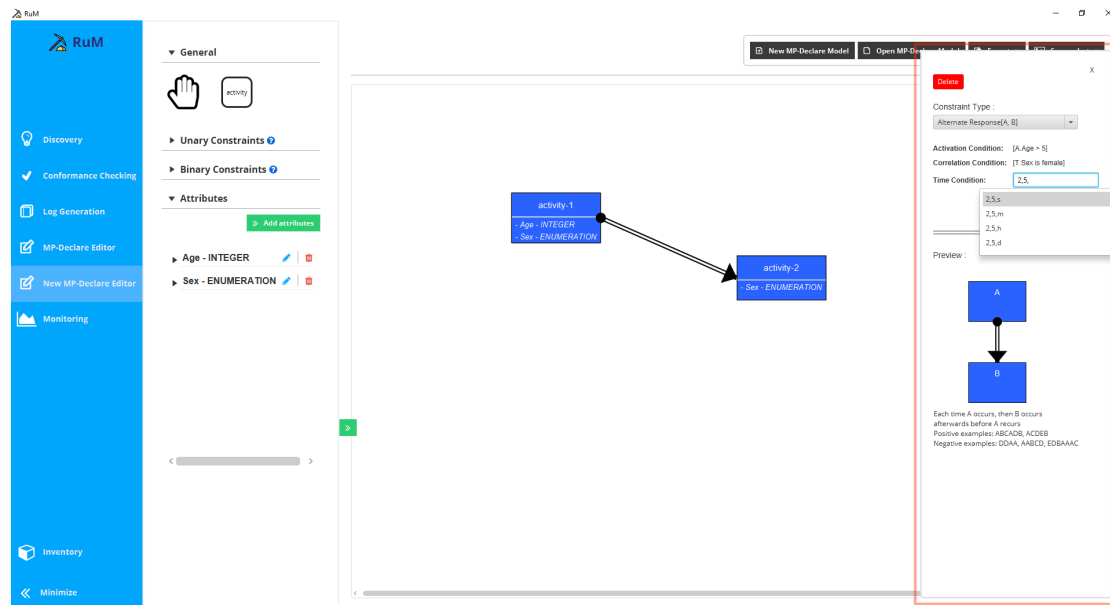 RuM
RuM
Discovery
Conformance Checking
Log Generation
MP-Declare Editor
New MP-Declare Editor
Monitoring
Inventory
Minimize
General
activity
Unary Constraints ?
Binary Constraints ?
Attributes
Add attributes
Age - INTEGER
Sex - ENUMERATION
New MP-Declare Model
activity-1
- Age - INTEGER
- Sex - ENUMERATION
activity-2
- Sex - ENUMERATION
X
Delete
Constraint Type :
Alternate Response[A, B]
Activation Condition: [A.Age > 5]
Correlation Condition: [T.Sex is female]
Time Condition: 2,5,
2,5,s
2,5,m
2,5,h
2,5,d
Preview :
A
B
Each time A occurs, then B occurs
afterwards before A recurs
Positive examples: ABCADB, ACDEB
Negative examples: DDAA, AABCD, EDBAAAC